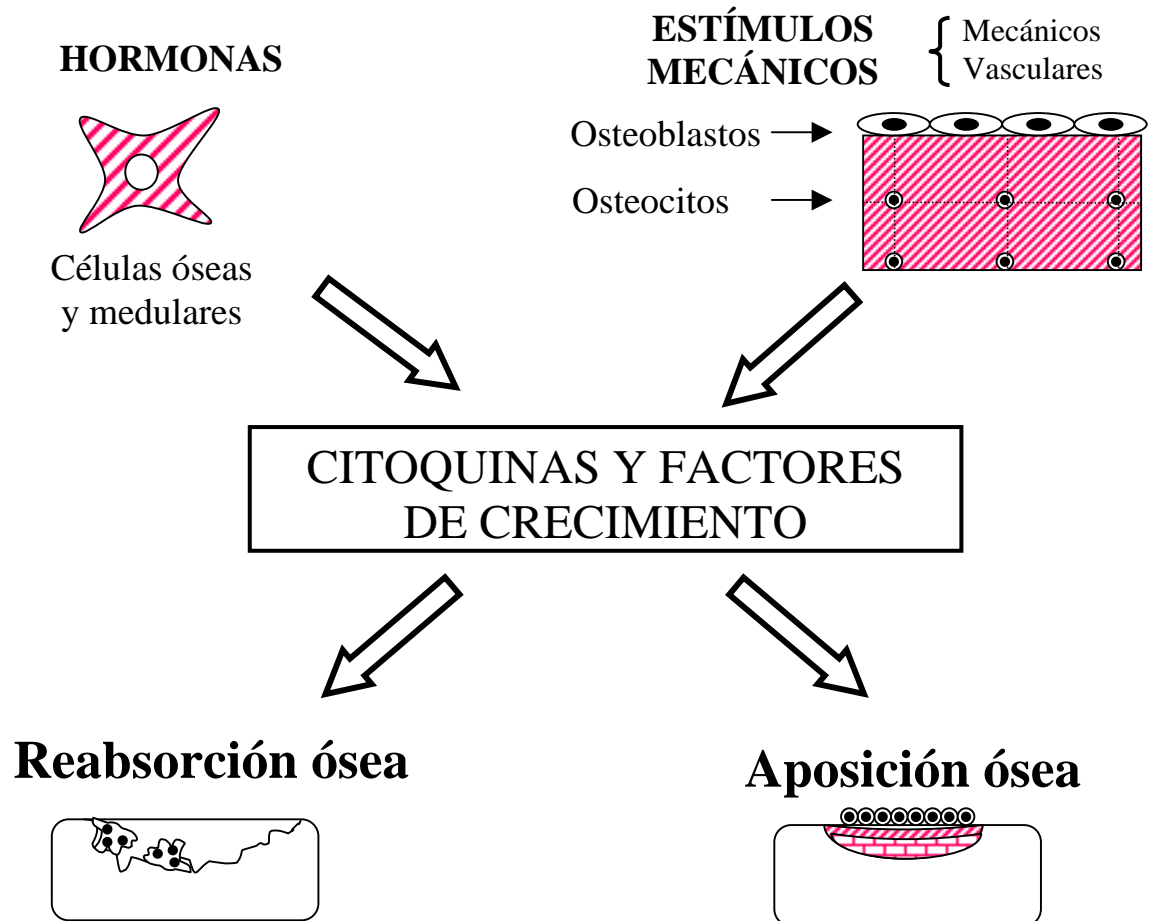 HORMONAS
Células óseas
y medulares
ESTÍMULOS
MECÁNICOS
Mecánicos
Vasculares
Osteoblastos
Osteocitos
CITOQUINAS Y FACTORES
DE CRECIMIENTO
Reabsorción ósea
Aposición ósea